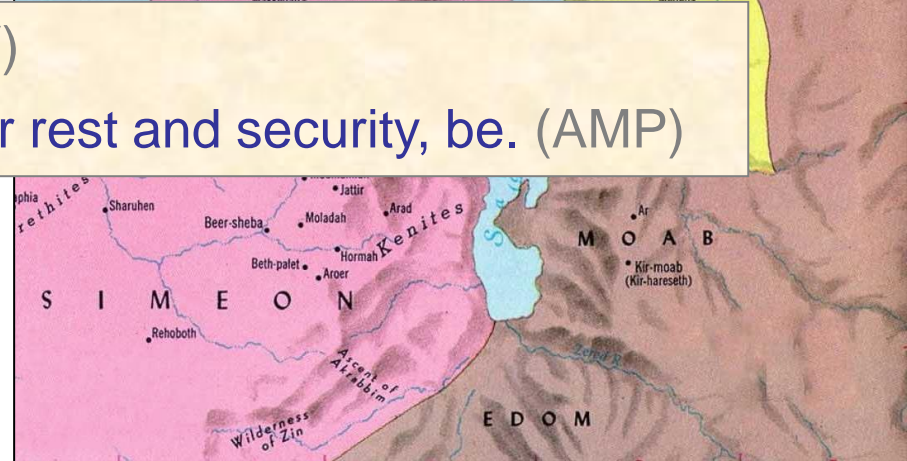 )
r rest and security, be. (AMP)
rethites
Sharuhen
Jattir
Beer-sheba
Moladah
Arad
Kenites
Ar
M O A B
Hormah
Beth-palet
Aroer
Kir-moab
(Kir-hareseth)
S I M E O N
Rehoboth
Zered R.
Ascent of
Akrabbim
Wilderness
of Zin
E D O M